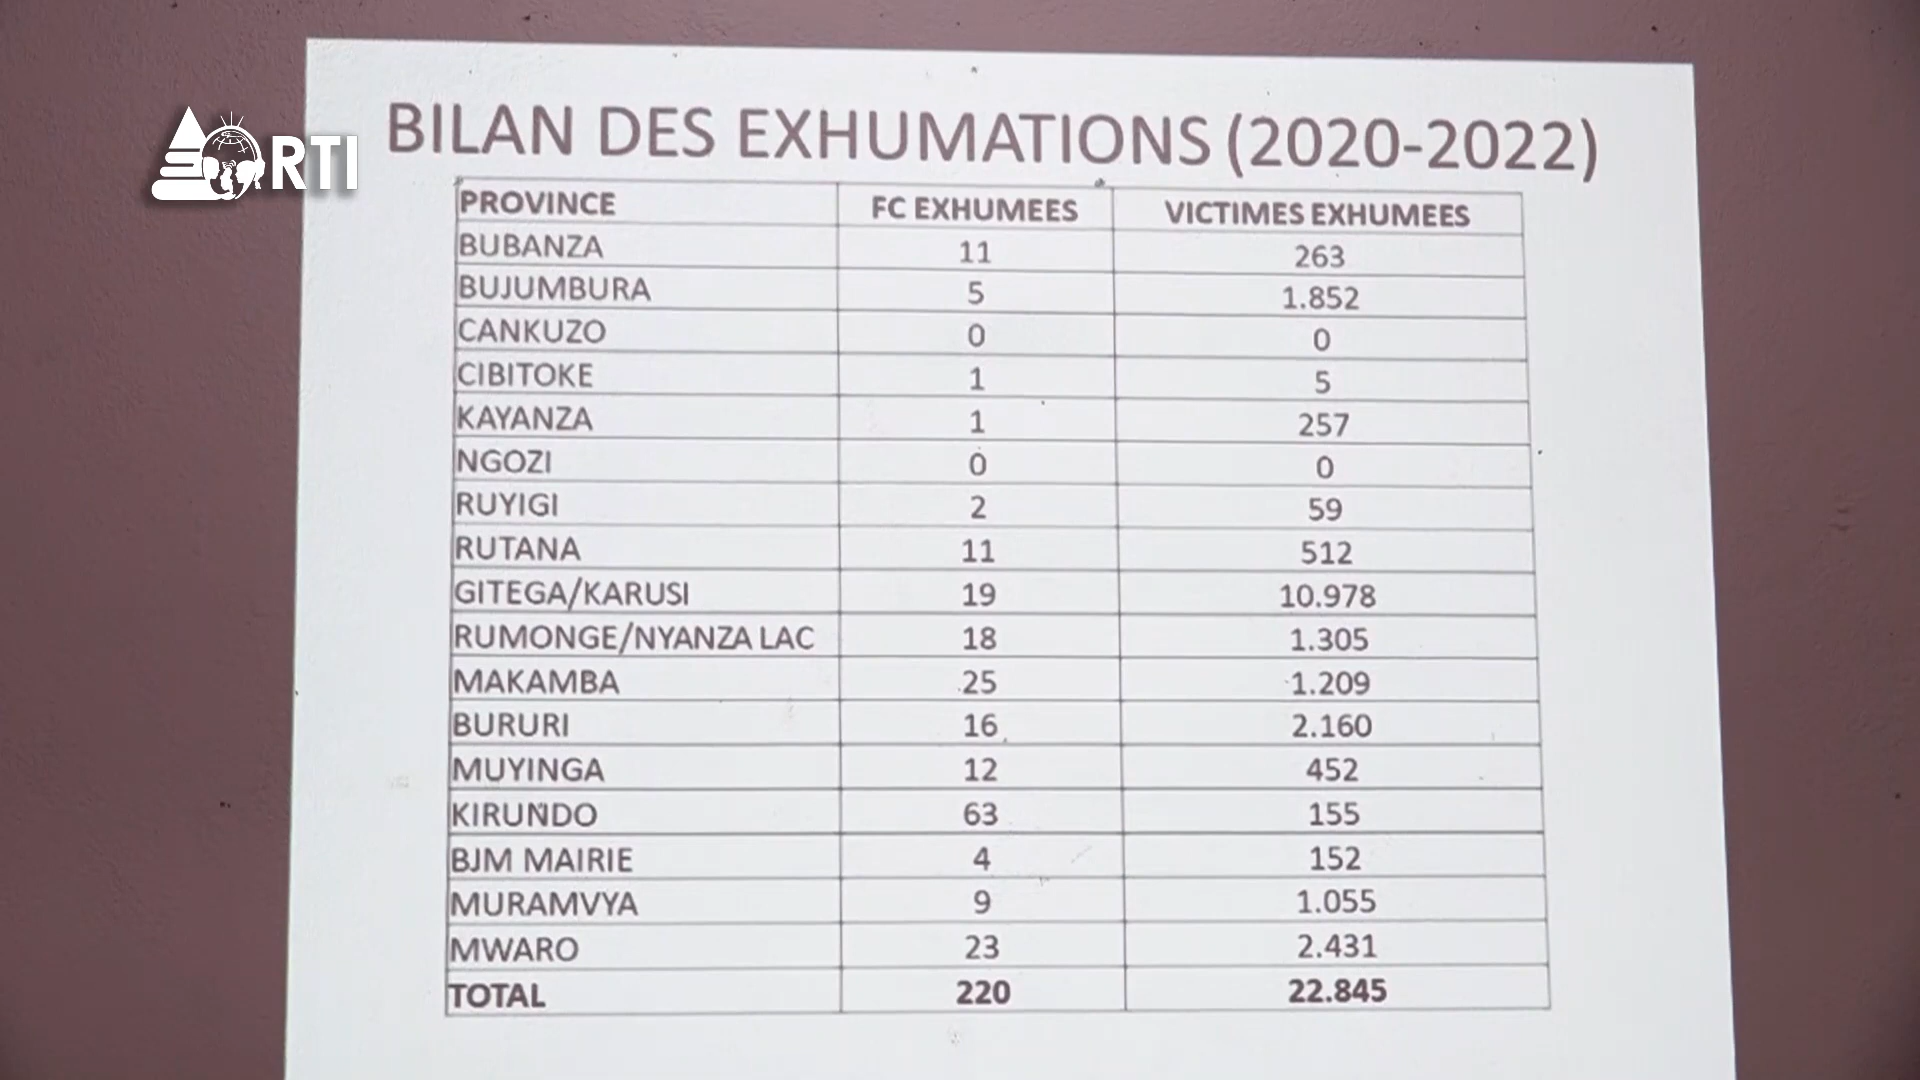 RTI
BILAN DES EXHUMATIONS (2020-2022)
PROVINCE FC EXHUMEES VICTIMES EXHUMEES
BUBANZA 11 263
BUJUMBURA 5 1.852
CANKUZO 0 0
CIBITOKE 1 5
KAYANZA 1 257
NGOZI 0 0
RUYIGI 2 59
RUTANA 11 512
GITEGA/KARUSI 19 10.978
RUMONGE/NYANZA LAC 18 1.305
MAKAMBA 25 1.209
BURURI 16 2.160
MUYINGA 12 452
KIRUNDO 63 155
BJM MAIRIE 4 152
MURAMVYA 9 1.055
MWARO 23 2.431
TOTAL 220 22.845